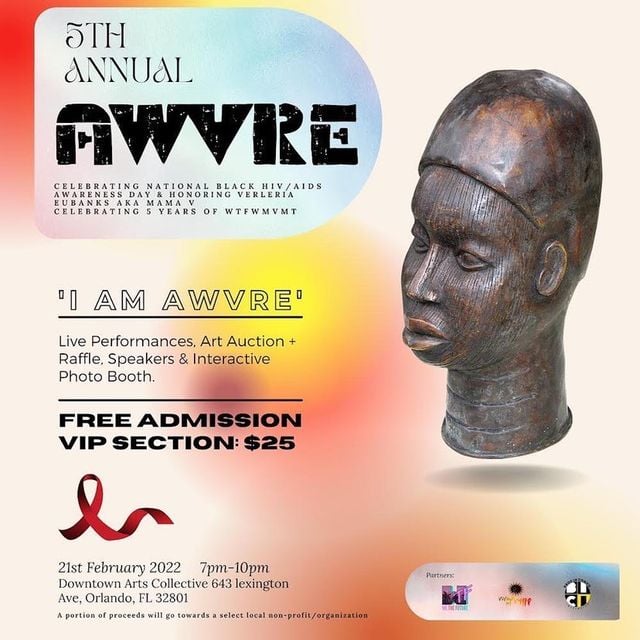 5TH
ANNUAL
AWVRE
CELEBRATING NATIONAL BLACK HIV/AIDS
AWARENESS DAY & HONORING VERLERIA
EUBANKS AKA MAMA V
CELEBRATING 5 YEARS OF WTFWMVMT
'I AM AWVRE'
Live Performances, Art Auction +
Raffle, Speakers & Interactive
Photo Booth.
FREE ADMISSION
VIP SECTION: $25
21st February 2022 7pm-10pm
Downtown Arts Collective 643 lexington
Ave, Orlando, FL 32801
A portion of proceeds will go towards a select local non-profit/organization
Partners: